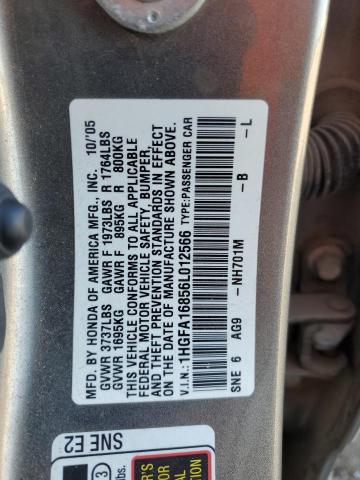 MFD. BY HONDA OF AMERICA MFG., INC. 10/'05
GVWR 3737LBS GAWR F 1973LBS R 1764LBS
GVWR 1695KG GAWR F 895KG R 800KG
THIS VEHICLE CONFORMS TO ALL APPLICABLE
FEDERAL MOTOR VEHICLE SAFETY, BUMPER,
AND THEFT PREVENTION STANDARDS IN EFFECT
ON THE DATE OF MANUFACTURE SHOWN ABOVE.
V.I.N.: 1HGFA16856L012566 TYPE:PASSENGER CAR
SNE 6 AG9 -NH701M -B -L
SNE E2
3
lbs.